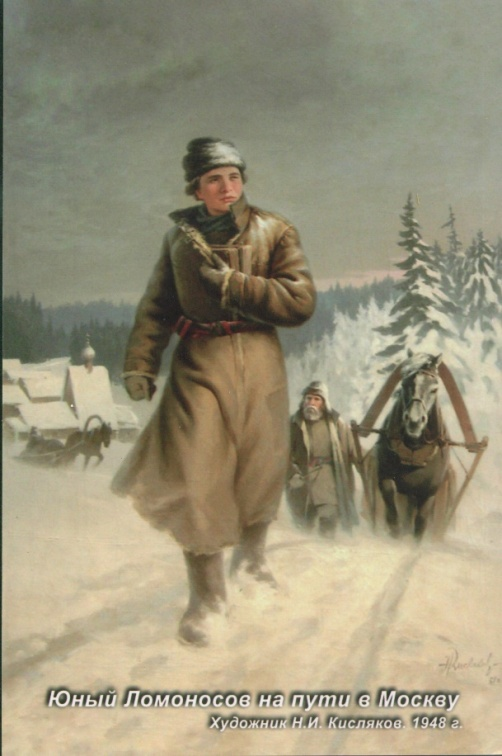 Юный Ломоносов на пути в Москву
Художник Н.И. Кисляков. 1948 г.